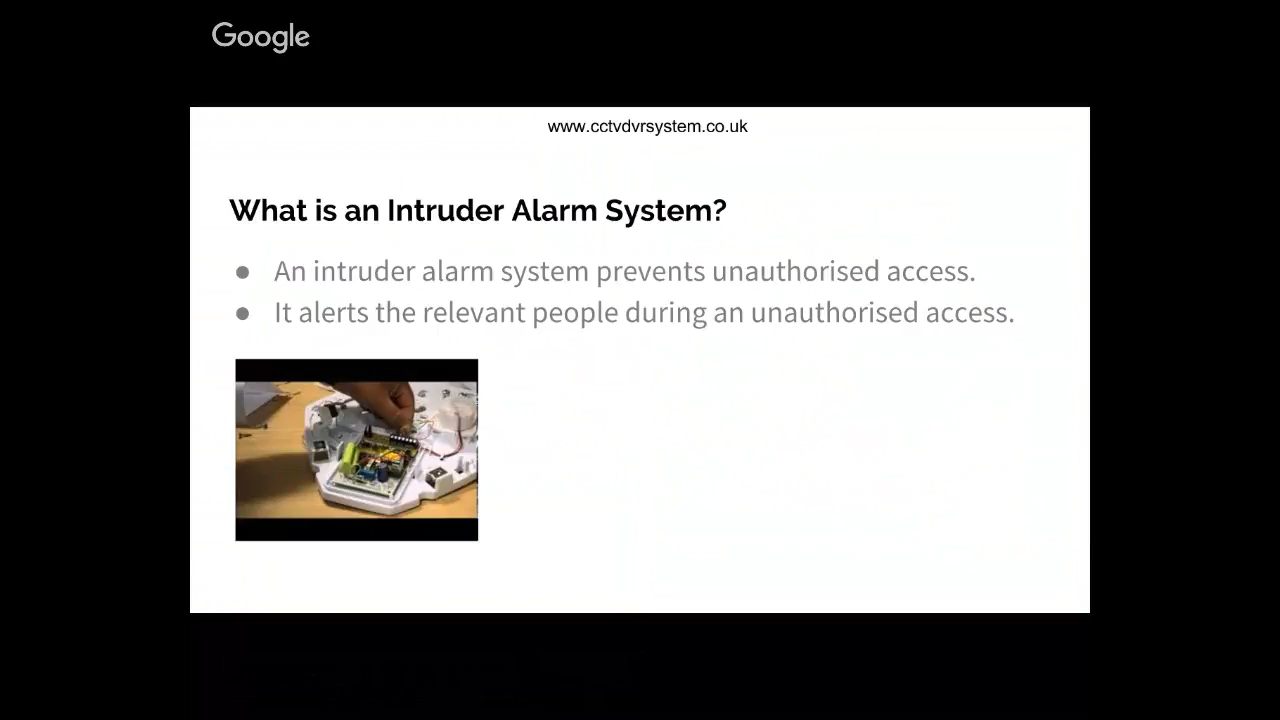 Google
www.cctvdvrsystem.co.uk
What is an Intruder Alarm System?
● An intruder alarm system prevents unauthorised access.
● It alerts the relevant people during an unauthorised access.